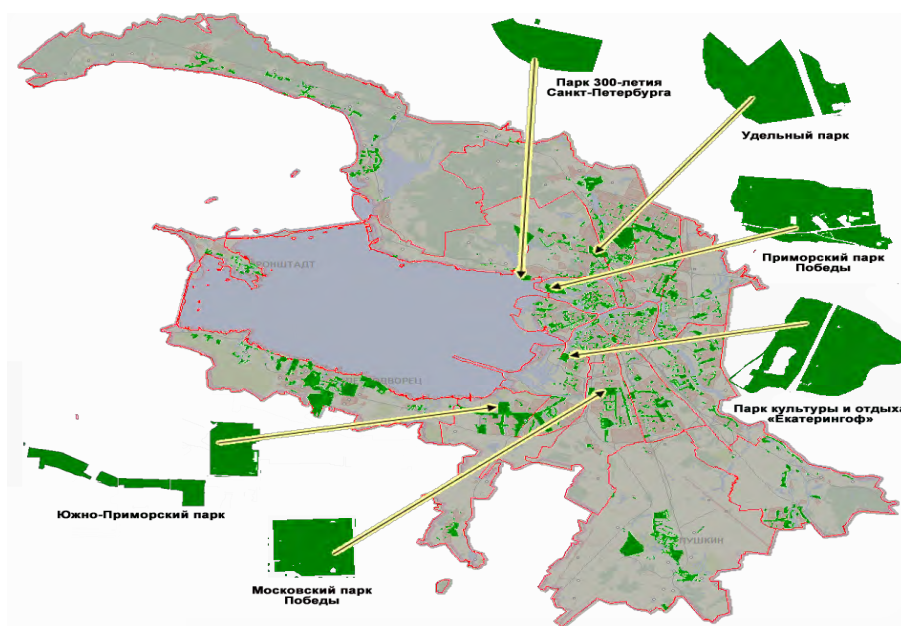 Парк 300-летия
Санкт-Петербурга
Удельный парк
Приморский парк
Победы
Парк культуры и отдыха
«Екатерингоф»
Южно-Приморский парк
Московский парк
Победы
ПУШКИН